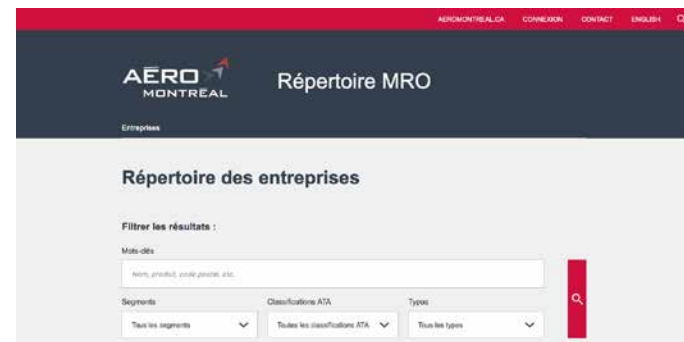 AEROMONTREAL.CA CONNEXION CONTACT ENGLISH
AÉRO
MONTRÉAL
Répertoire MRO
Entreprises
Répertoire des entreprises
Filtrer les résultats :
Mots-clés
Nom, produit, code postal, etc.
Segments Classifications ATA Types
Tous les segments Toutes les classifications ATA Tous les types